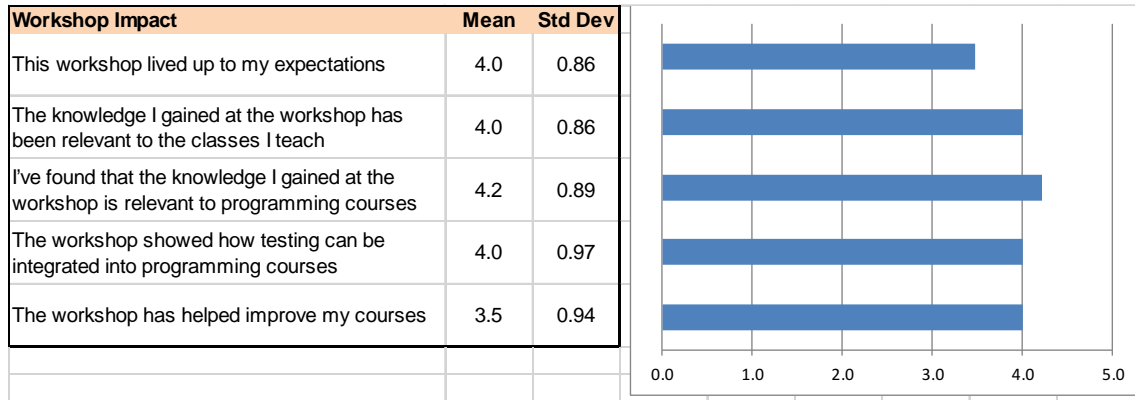 Workshop Impact Mean Std Dev
This workshop lived up to my expectations 4.0 0.86
The knowledge I gained at the workshop has
been relevant to the classes I teach 4.0 0.86
I've found that the knowledge I gained at the
workshop is relevant to programming courses 4.2 0.89
The workshop showed how testing can be
integrated into programming courses 4.0 0.97
The workshop has helped improve my courses 3.5 0.94
0.0 1.0 2.0 3.0 4.0 5.0